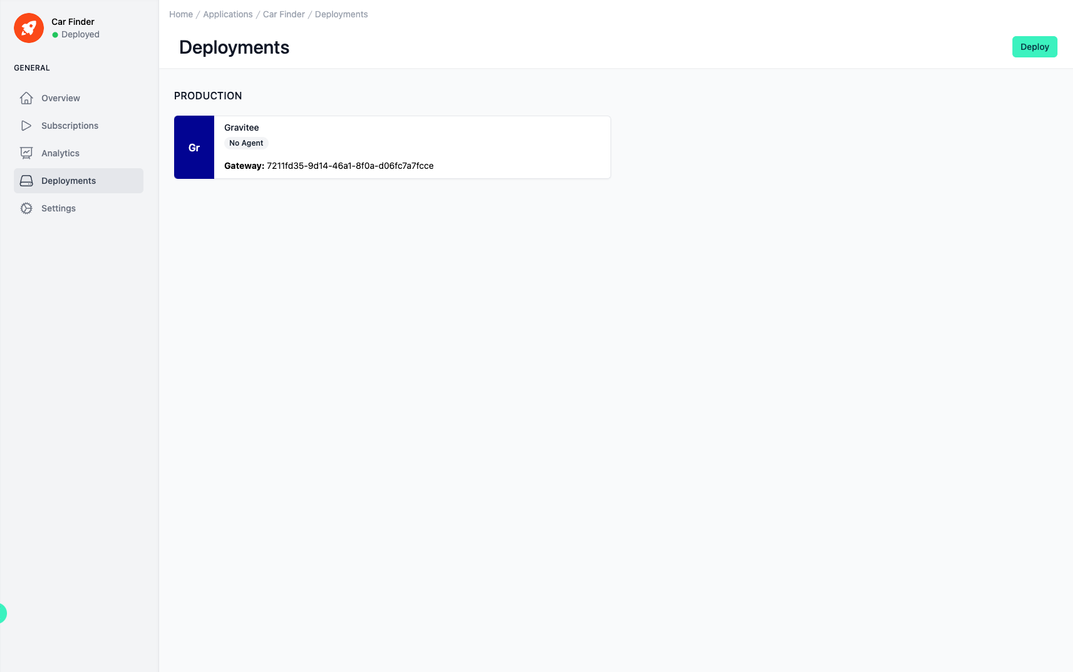 Car Finder
Deployed
GENERAL
Overview
Subscriptions
Analytics
Deployments
Settings
Home / Applications / Car Finder / Deployments
Deployments
Deploy
PRODUCTION
Gr
Gravitee
No Agent
Gateway: 7211fd35-9d14-46a1-8f0a-d06fc7a7fcce